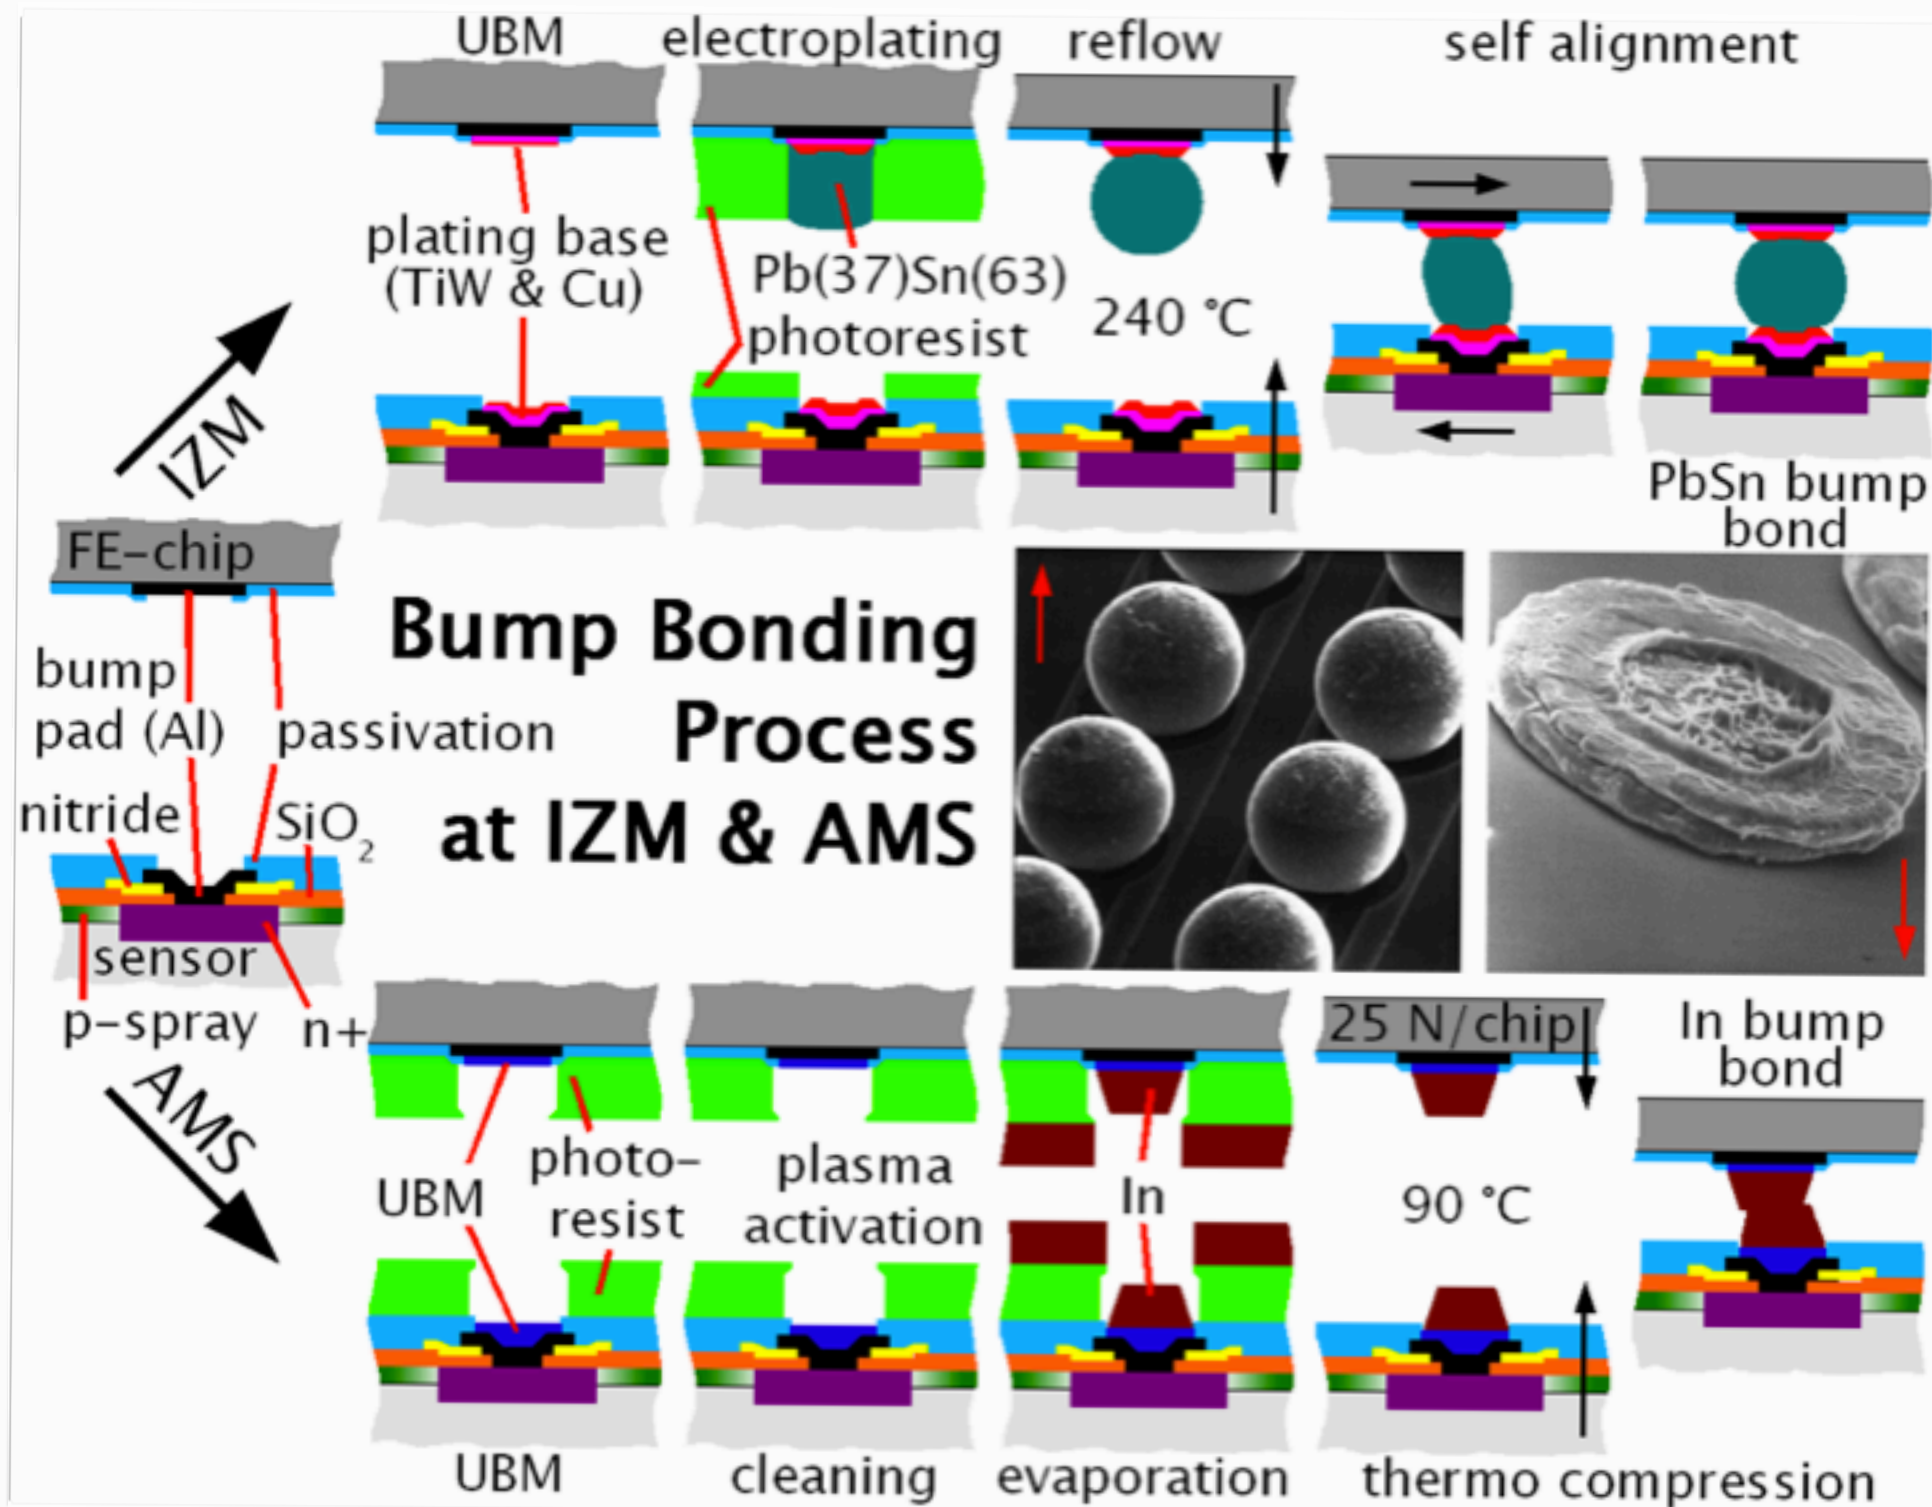 UBM
electroplating
reflow
self alignment
plating base
(TiW & Cu)
Pb(37)Sn(63)
photoresist
240 °C
IZM
PbSn bump
bond
FE-chip
bump
pad (Al)
passivation
nitride
SiO₂
sensor
p-spray
n+
Bump Bonding
Process
at IZM & AMS
AMS
UBM
photo-
resist
plasma
activation
In
25 N/chip
90 °C
In bump
bond
UBM
cleaning
evaporation
thermo compression